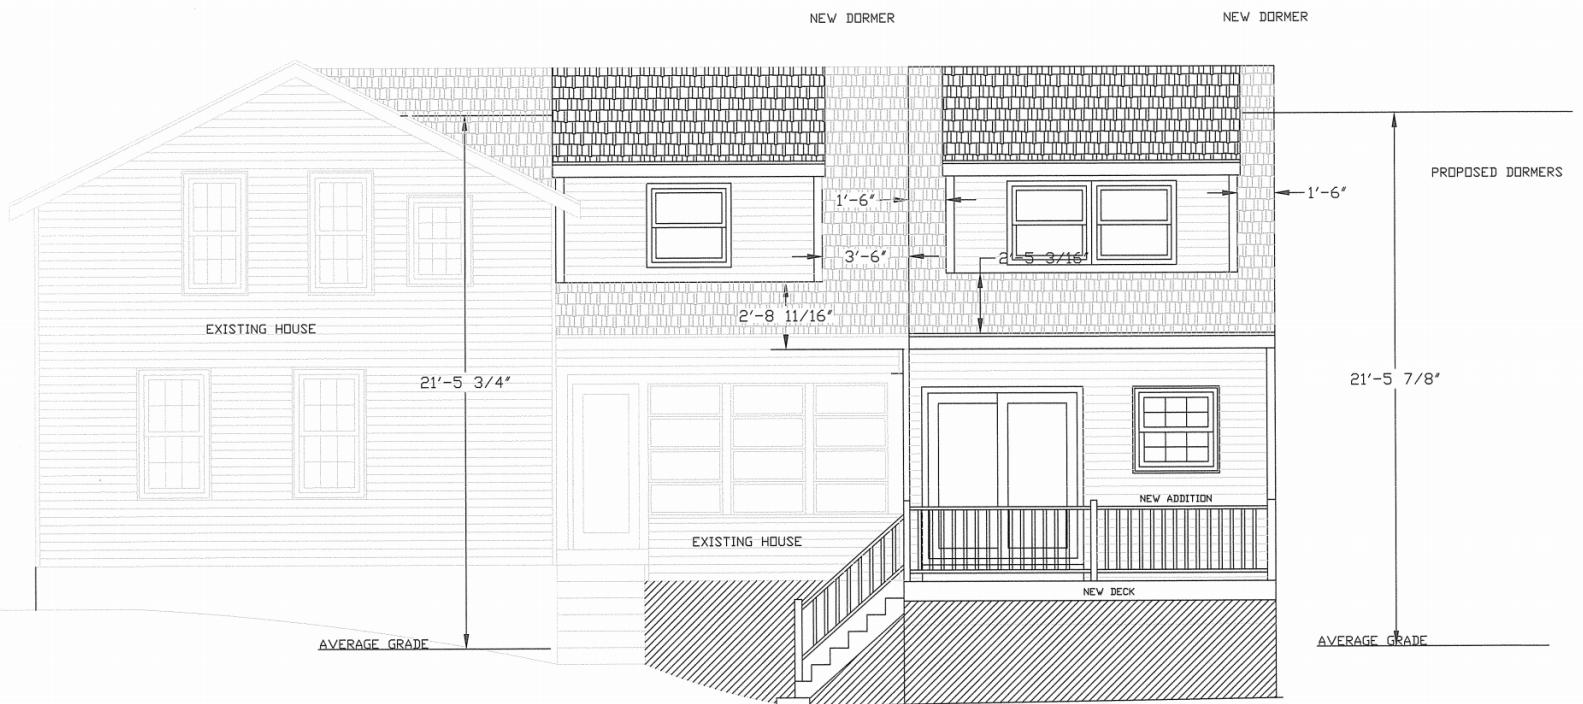 NEW DORMER
NEW DORMER
PROPOSED DORMERS
1'-6"
1'-6"
3'-6"
2'-5 3/16"
2'-8 11/16"
EXISTING HOUSE
21'-5 3/4"
21'-5 7/8"
NEW ADDITION
EXISTING HOUSE
NEW DECK
AVERAGE GRADE
AVERAGE GRADE